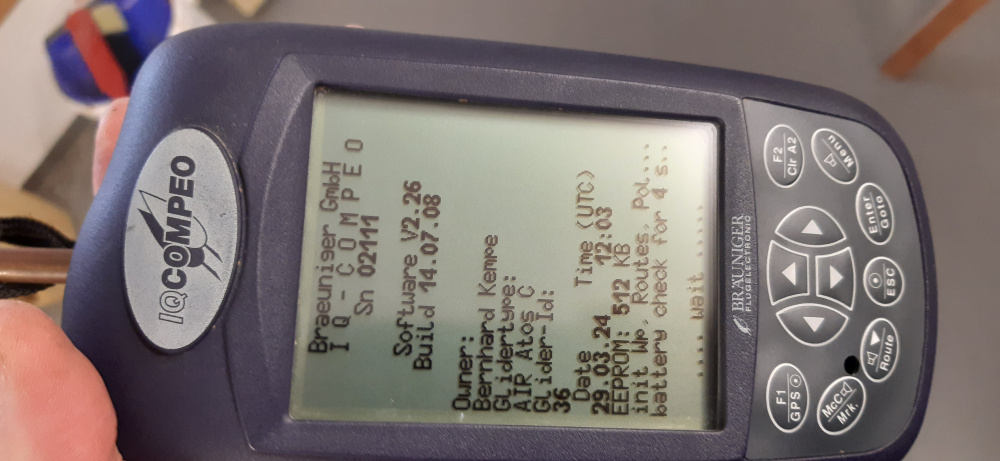 IQCOMPEO
Braeuniger GmbH
I Q - C O M P E O
Sn 02111
Software V2.26
Build 14.07.08
Owner:
Bernhard Kempe
Glidertype:
AIR Atos C
Glider-Id:
36
Date Time (UTC)
29.03.24 12:03
EEPROM: 512 KB
init Wp, Routes, Pol...
battery check for 4 s..
... wait ...
BRÄUNIGER
FLUGELECTRONIC
F1
GPS
F2
Clr A2
McC
Mrk.
Menu
Route
ESC
Enter
Goto